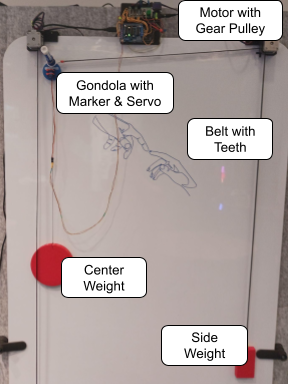 Motor with
Gear Pulley
Gondola with
Marker & Servo
Belt with
Teeth
Center
Weight
Side
Weight